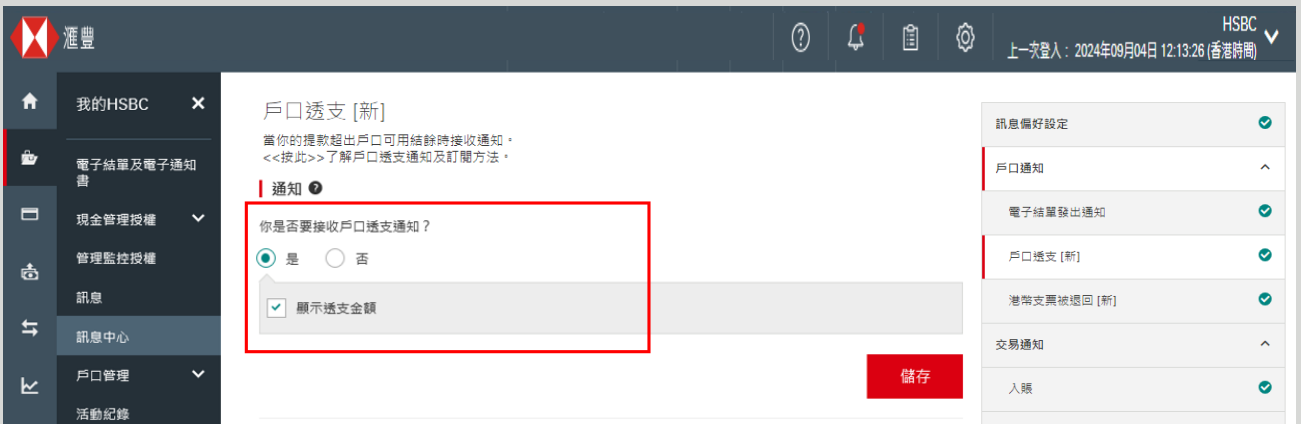 滙豐
HSBC
上一次登入： 2024年09月04日 12:13:26 (香港時間)
我的HSBC
電子結單及電子通知
書
現金管理授權
管理監控授權
訊息
訊息中心
戶口管理
活動紀錄
戶口透支 [新]
當你的提款超出戶口可用結餘時接收通知。
<<按此>>了解戶口透支通知及訂閱方法。
通知
你是否要接收戶口透支通知？
是 否
顯示透支金額
儲存
訊息偏好設定
戶口通知
電子結單發出通知
戶口透支 [新]
港幣支票被退回 [新]
交易通知
入賬